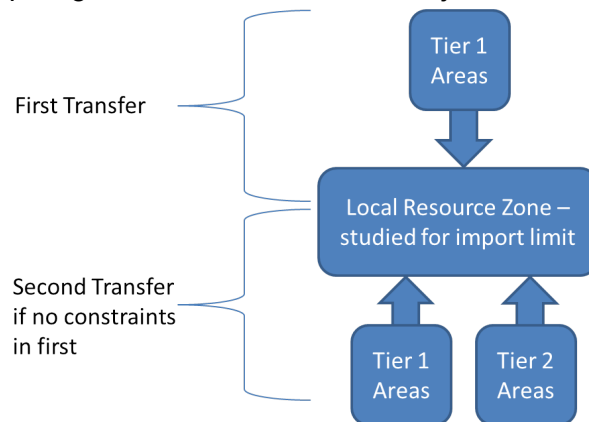 Tier 1
Areas
First Transfer
Local Resource Zone –
studied for import limit
Second Transfer
if no constraints
in first
Tier 1
Areas
Tier 2
Areas